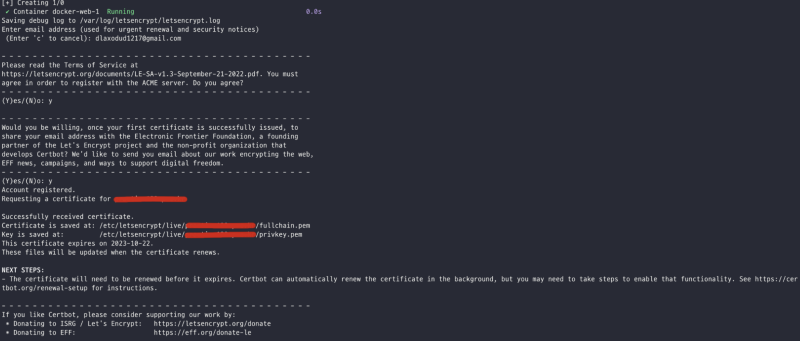 [+] Creating 1/0
✔ Container docker-web-1 Running 0.0s
Saving debug log to /var/log/letsencrypt/letsencrypt.log
Enter email address (used for urgent renewal and security notices)
(Enter 'c' to cancel): dlaxodud1217@gmail.com
- - - - - - - - - - - - - - - - - - - - - - - - - - - - - - - - - - - - - - - -
Please read the Terms of Service at
https://letsencrypt.org/documents/LE-SA-v1.3-September-21-2022.pdf. You must
agree in order to register with the ACME server. Do you agree?
- - - - - - - - - - - - - - - - - - - - - - - - - - - - - - - - - - - - - - - -
(Y)es/(N)o: y
- - - - - - - - - - - - - - - - - - - - - - - - - - - - - - - - - - - - - - - -
Would you be willing, once your first certificate is successfully issued, to
share your email address with the Electronic Frontier Foundation, a founding
partner of the Let's Encrypt project and the non-profit organization that
develops Certbot? We'd like to send you email about our work encrypting the web,
EFF news, campaigns, and ways to support digital freedom.
- - - - - - - - - - - - - - - - - - - - - - - - - - - - - - - - - - - - - - - -
(Y)es/(N)o: y
Account registered.
Requesting a certificate for
Successfully received certificate.
Certificate is saved at: /etc/letsencrypt/live/ /fullchain.pem
Key is saved at: /etc/letsencrypt/live/ /privkey.pem
This certificate expires on 2023-10-22.
These files will be updated when the certificate renews.
NEXT STEPS:
- The certificate will need to be renewed before it expires. Certbot can automatically renew the certificate in the background, but you may need to take steps to enable that functionality. See https://cer
tbot.org/renewal-setup for instructions.
- - - - - - - - - - - - - - - - - - - - - - - - - - - - - - - - - - - - - - - -
If you like Certbot, please consider supporting our work by:
* Donating to ISRG / Let's Encrypt: https://letsencrypt.org/donate
* Donating to EFF: https://eff.org/donate-le